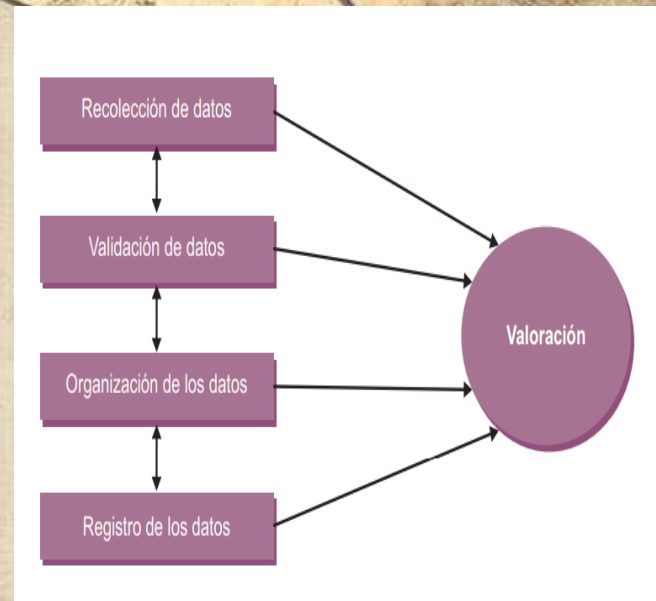 Recolección de datos
Validación de datos
Organización de los datos
Registro de los datos
Valoración